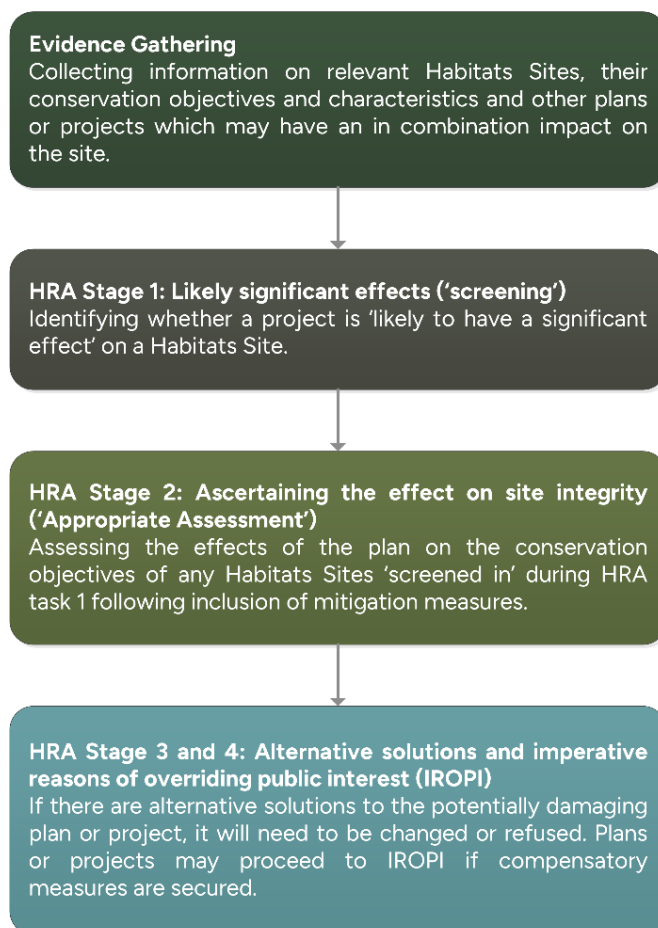 Evidence Gathering
Collecting information on relevant Habitats Sites, their
conservation objectives and characteristics and other plans
or projects which may have an in combination impact on
the site.
HRA Stage 1: Likely significant effects (‘screening’)
Identifying whether a project is ‘likely to have a significant
effect’ on a Habitats Site.
HRA Stage 2: Ascertaining the effect on site integrity
(‘Appropriate Assessment’)
Assessing the effects of the plan on the conservation
objectives of any Habitats Sites ‘screened in’ during HRA
task 1 following inclusion of mitigation measures.
HRA Stage 3 and 4: Alternative solutions and imperative
reasons of overriding public interest (IROPI)
If there are alternative solutions to the potentially damaging
plan or project, it will need to be changed or refused. Plans
or projects may proceed to IROPI if compensatory
measures are secured.